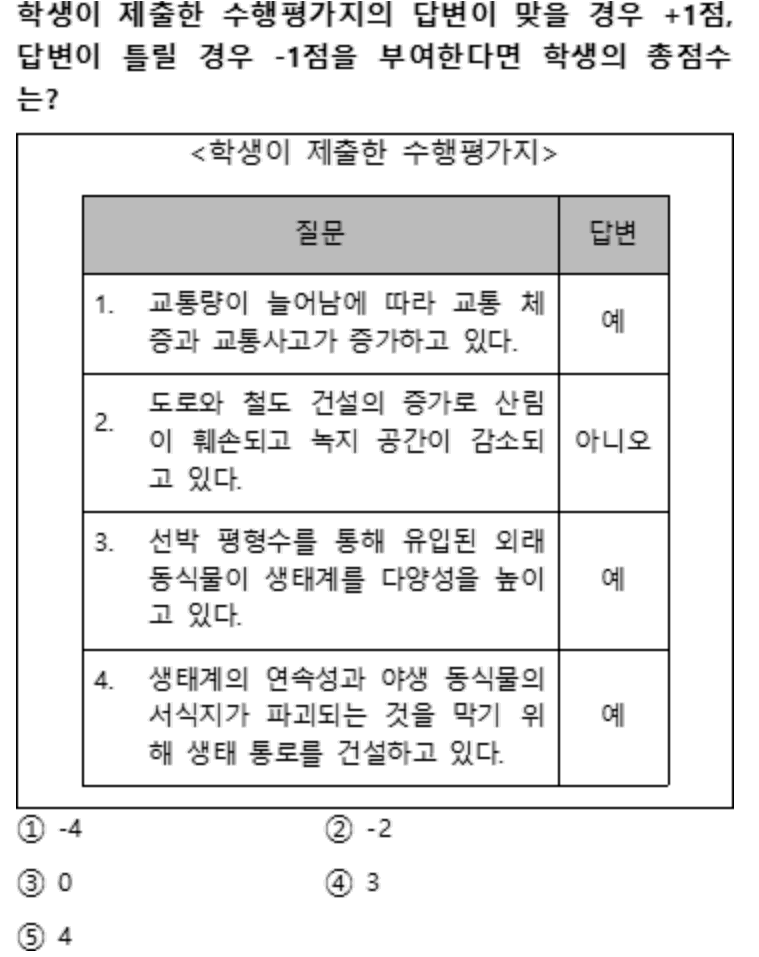 학생이 제출한 수행평가지의 답변이 맞을 경우 +1점,
답변이 틀릴 경우 -1점을 부여한다면 학생의 총점수
는?
<학생이 제출한 수행평가지>
질문 답변
1. 교통량이 늘어남에 따라 교통 체
증과 교통사고가 증가하고 있다.
예
2. 도로와 철도 건설의 증가로 산림
이 훼손되고 녹지 공간이 감소되
고 있다.
아니오
3. 선박 평형수를 통해 유입된 외래
동식물이 생태계를 다양성을 높이
고 있다.
예
4. 생태계의 연속성과 야생 동식물의
서식지가 파괴되는 것을 막기 위
해 생태 통로를 건설하고 있다.
예
① -4 ② -2
③ 0 ④ 3
⑤ 4